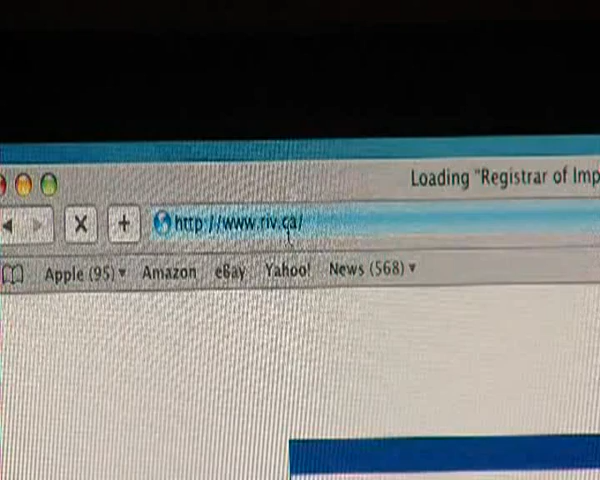 Loading "Registrar of Imp
http://www.riv.ca/
Apple (95) Amazon eBay Yahoo! News (568)